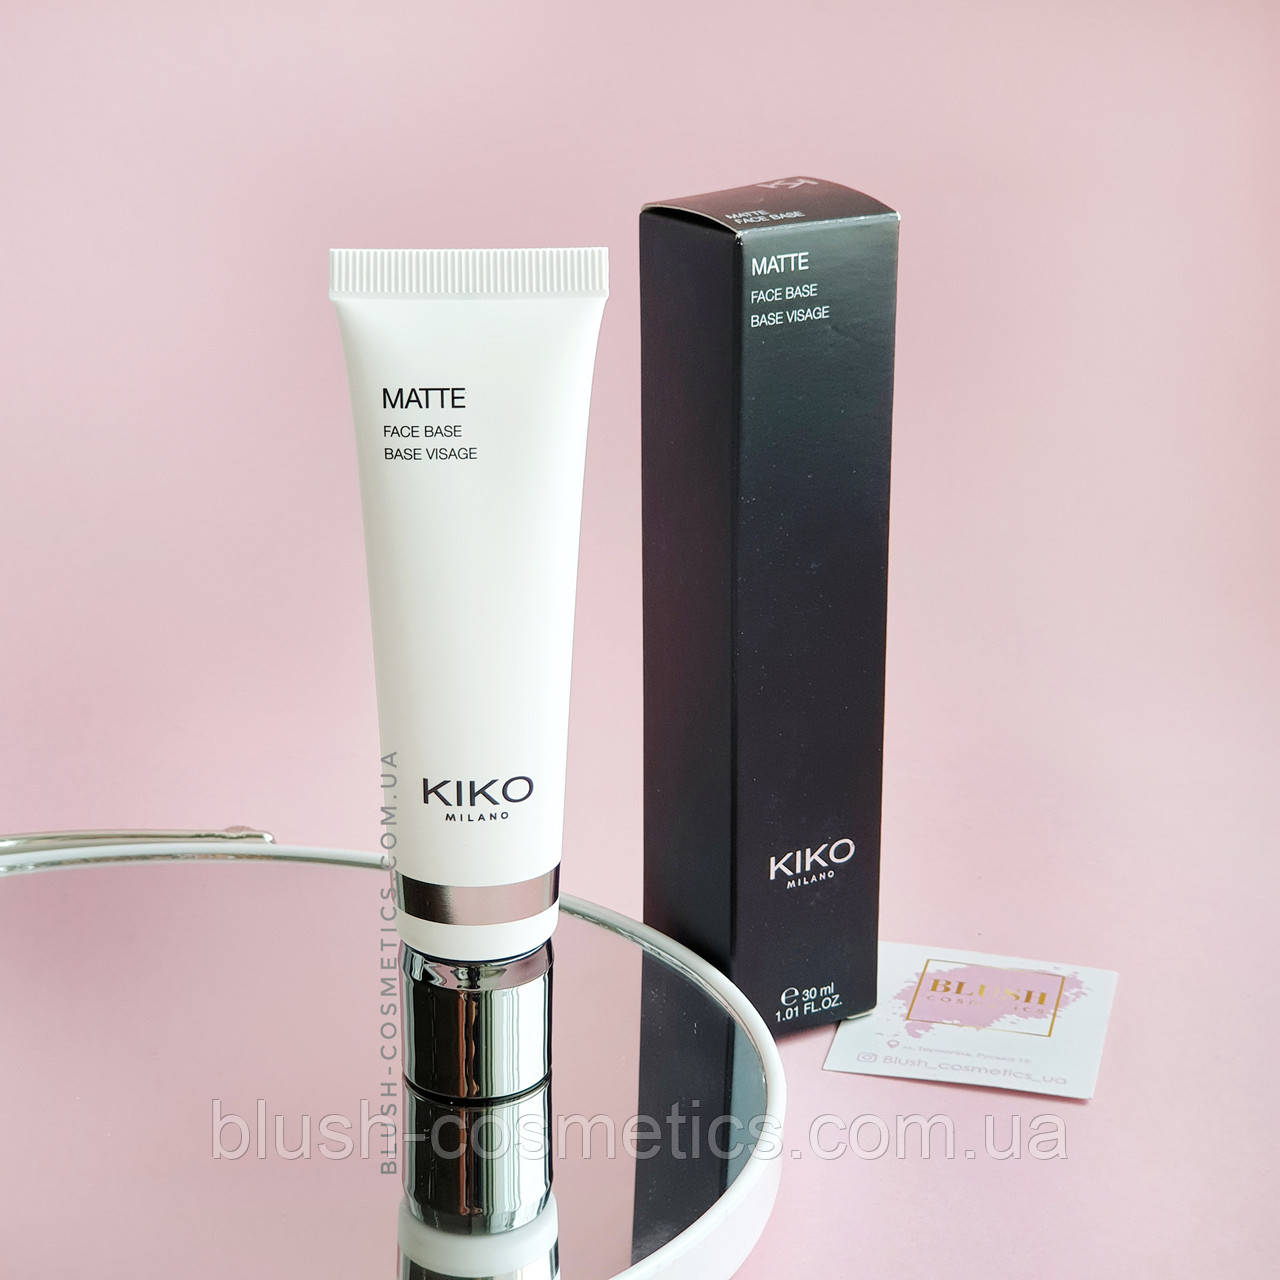 MATTE
FACE BASE
BASE VISAGE
KIKO
MILANO
MATTE
FACE BASE
MATTE
FACE BASE
BASE VISAGE
KIKO
MILANO
e 30 ml
1.01 FL.OZ.
BLUSH
COSMETICS
Blush_cosmetics_ua
BLUSH-COSMETICS.COM.UA
blush-cosmetics.com.ua